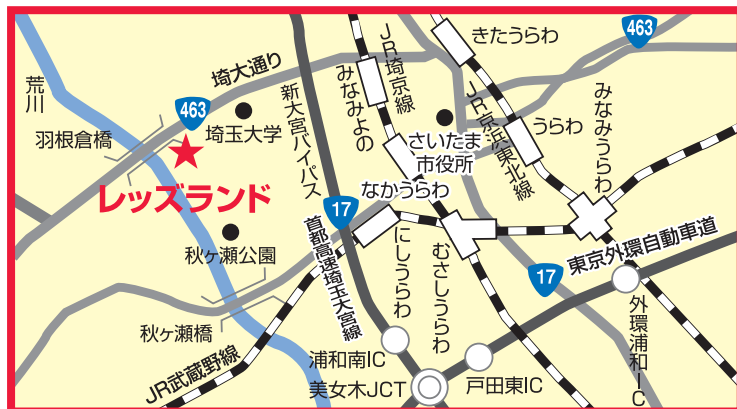 荒川
羽根倉橋
463
埼大通り
埼玉大学
レッズランド
秋ヶ瀬公園
秋ヶ瀬橋
JR武蔵野線
新大宮バイパス
17
首都高速埼玉大宮線
JR埼京線
みなみよの
さいたま
市役所
なかうらわ
にしうらわ
むさしうらわ
きたうらわ
463
うらわ
JR京浜東北線
みなみうらわ
東京外環自動車道
17
外環浦和IC
浦和南IC
美女木JCT
戸田東IC